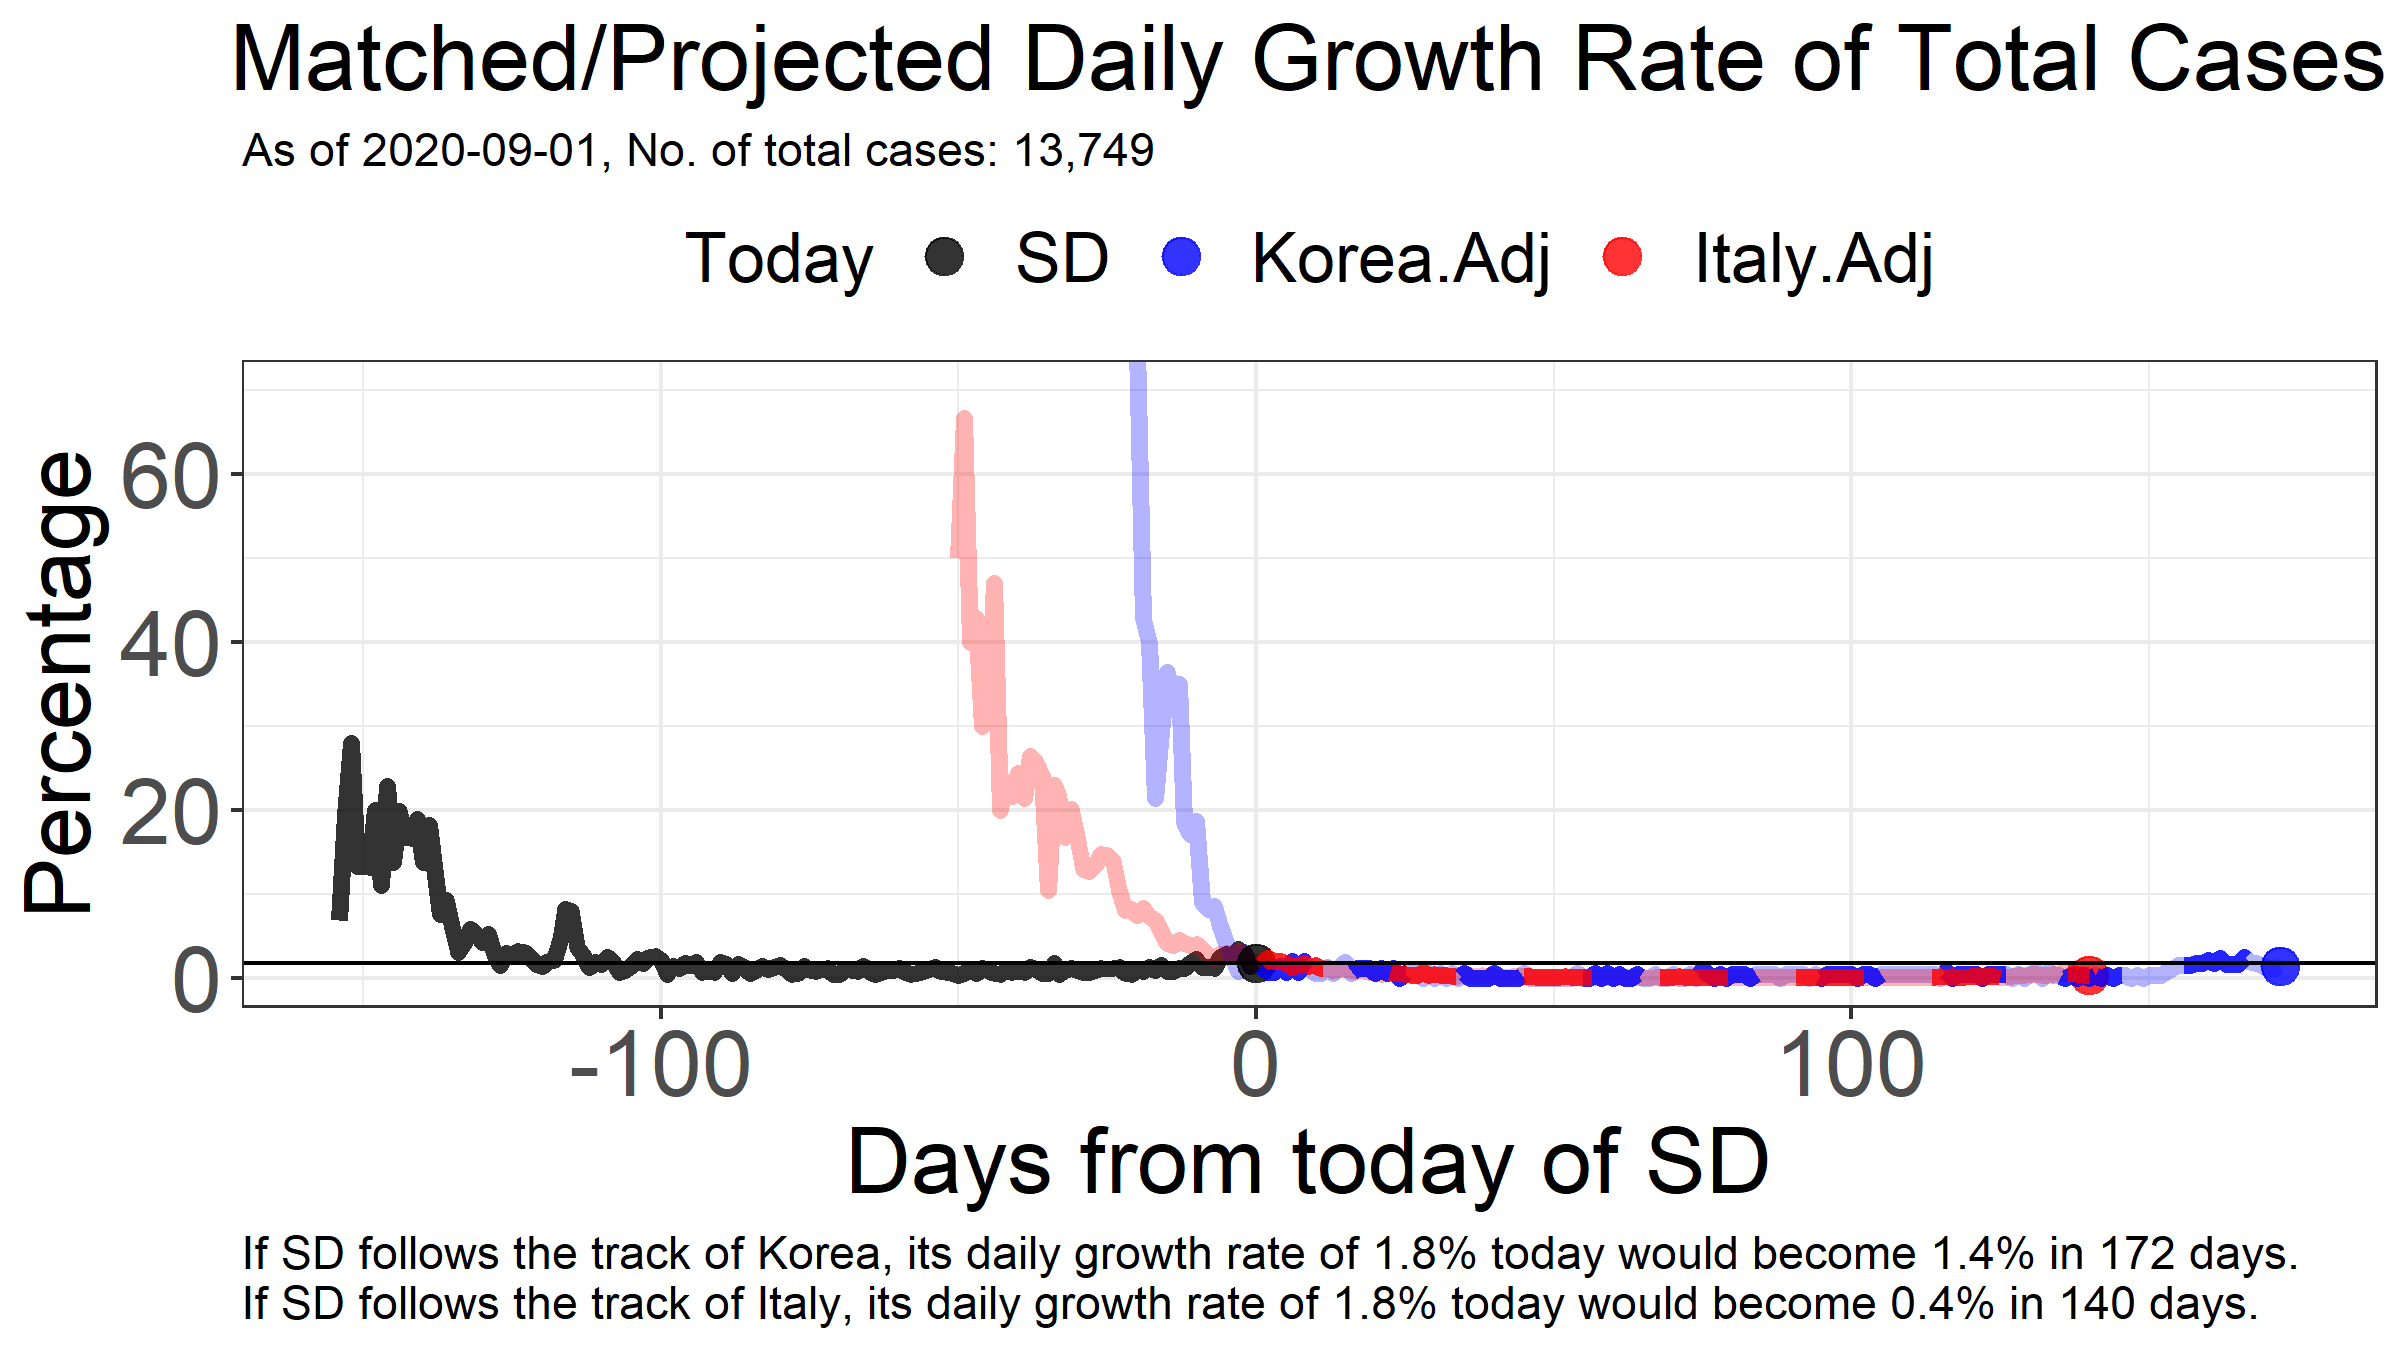 Matched/Projected Daily Growth Rate of Total Cases
As of 2020-09-01, No. of total cases: 13,749
Today SD Korea.Adj Italy.Adj
Percentage
60
40
20
0
-100 0 100
Days from today of SD
If SD follows the track of Korea, its daily growth rate of 1.8% today would become 1.4% in 172 days.
If SD follows the track of Italy, its daily growth rate of 1.8% today would become 0.4% in 140 days.